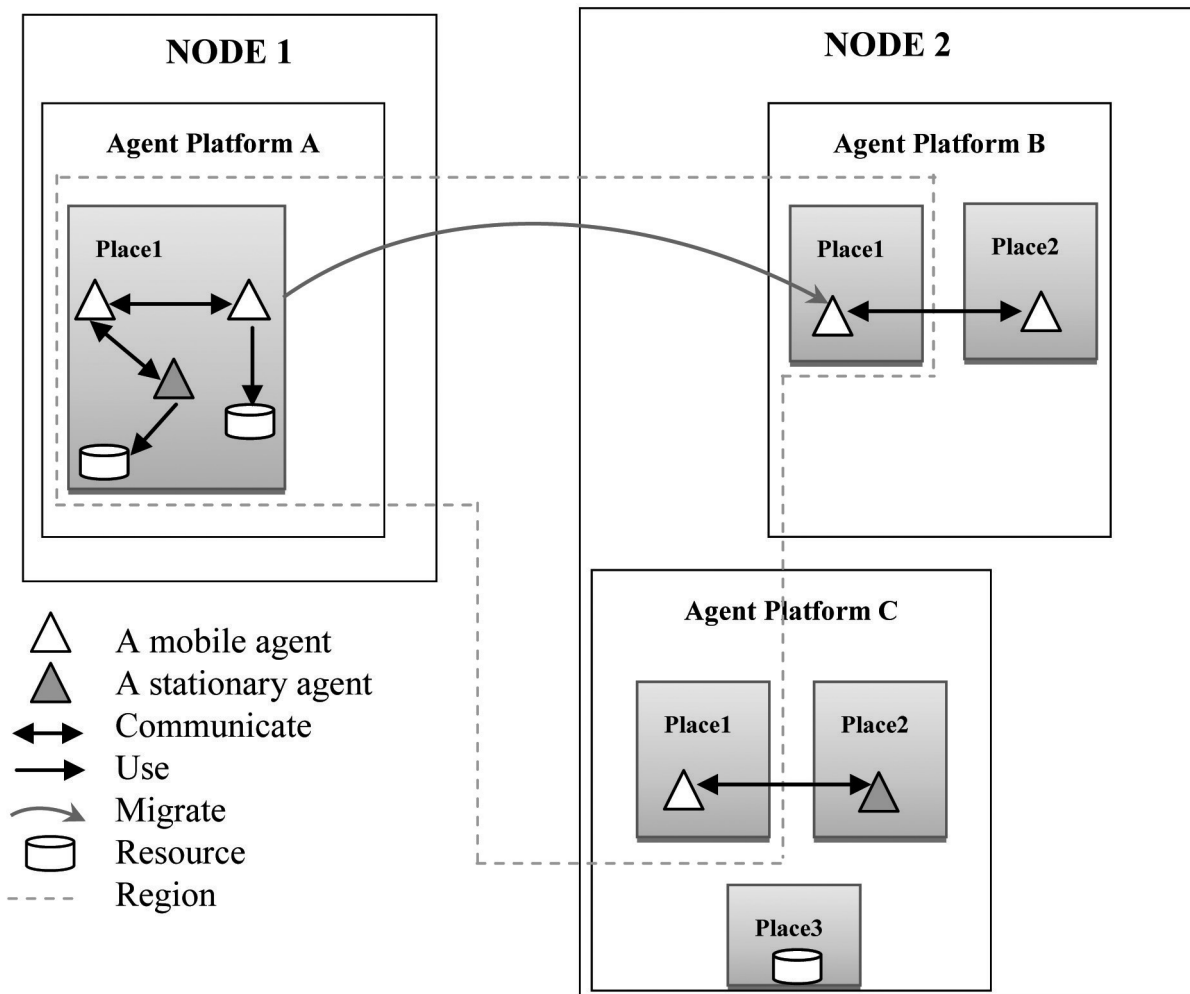 NODE 1
Agent Platform A
Place1
NODE 2
Agent Platform B
Place1
Place2
Agent Platform C
Place1
Place2
Place3
A mobile agent
A stationary agent
Communicate
Use
Migrate
Resource
Region